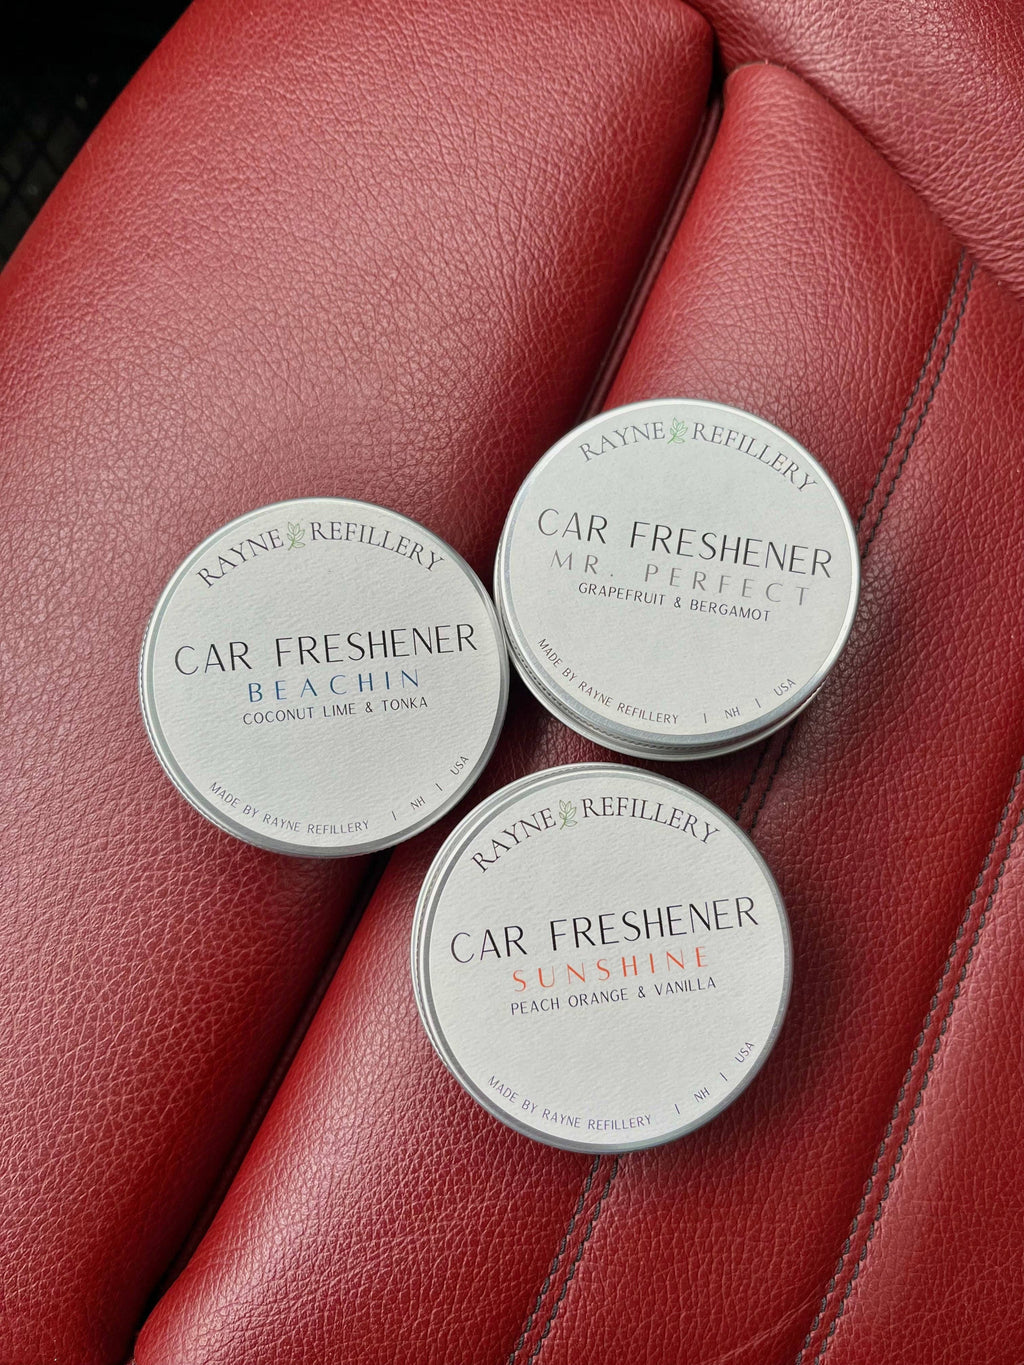 RAYNE REFILLERY
CAR FRESHENER
MR. PERFECT
GRAPEFRUIT & BERGAMOT
MADE BY RAYNE REFILLERY | NH | USA
RAYNE REFILLERY
CAR FRESHENER
BEACHIN
COCONUT LIME & TONKA
MADE BY RAYNE REFILLERY | NH | USA
RAYNE REFILLERY
CAR FRESHENER
SUNSHINE
PEACH ORANGE & VANILLA
MADE BY RAYNE REFILLERY | NH | USA